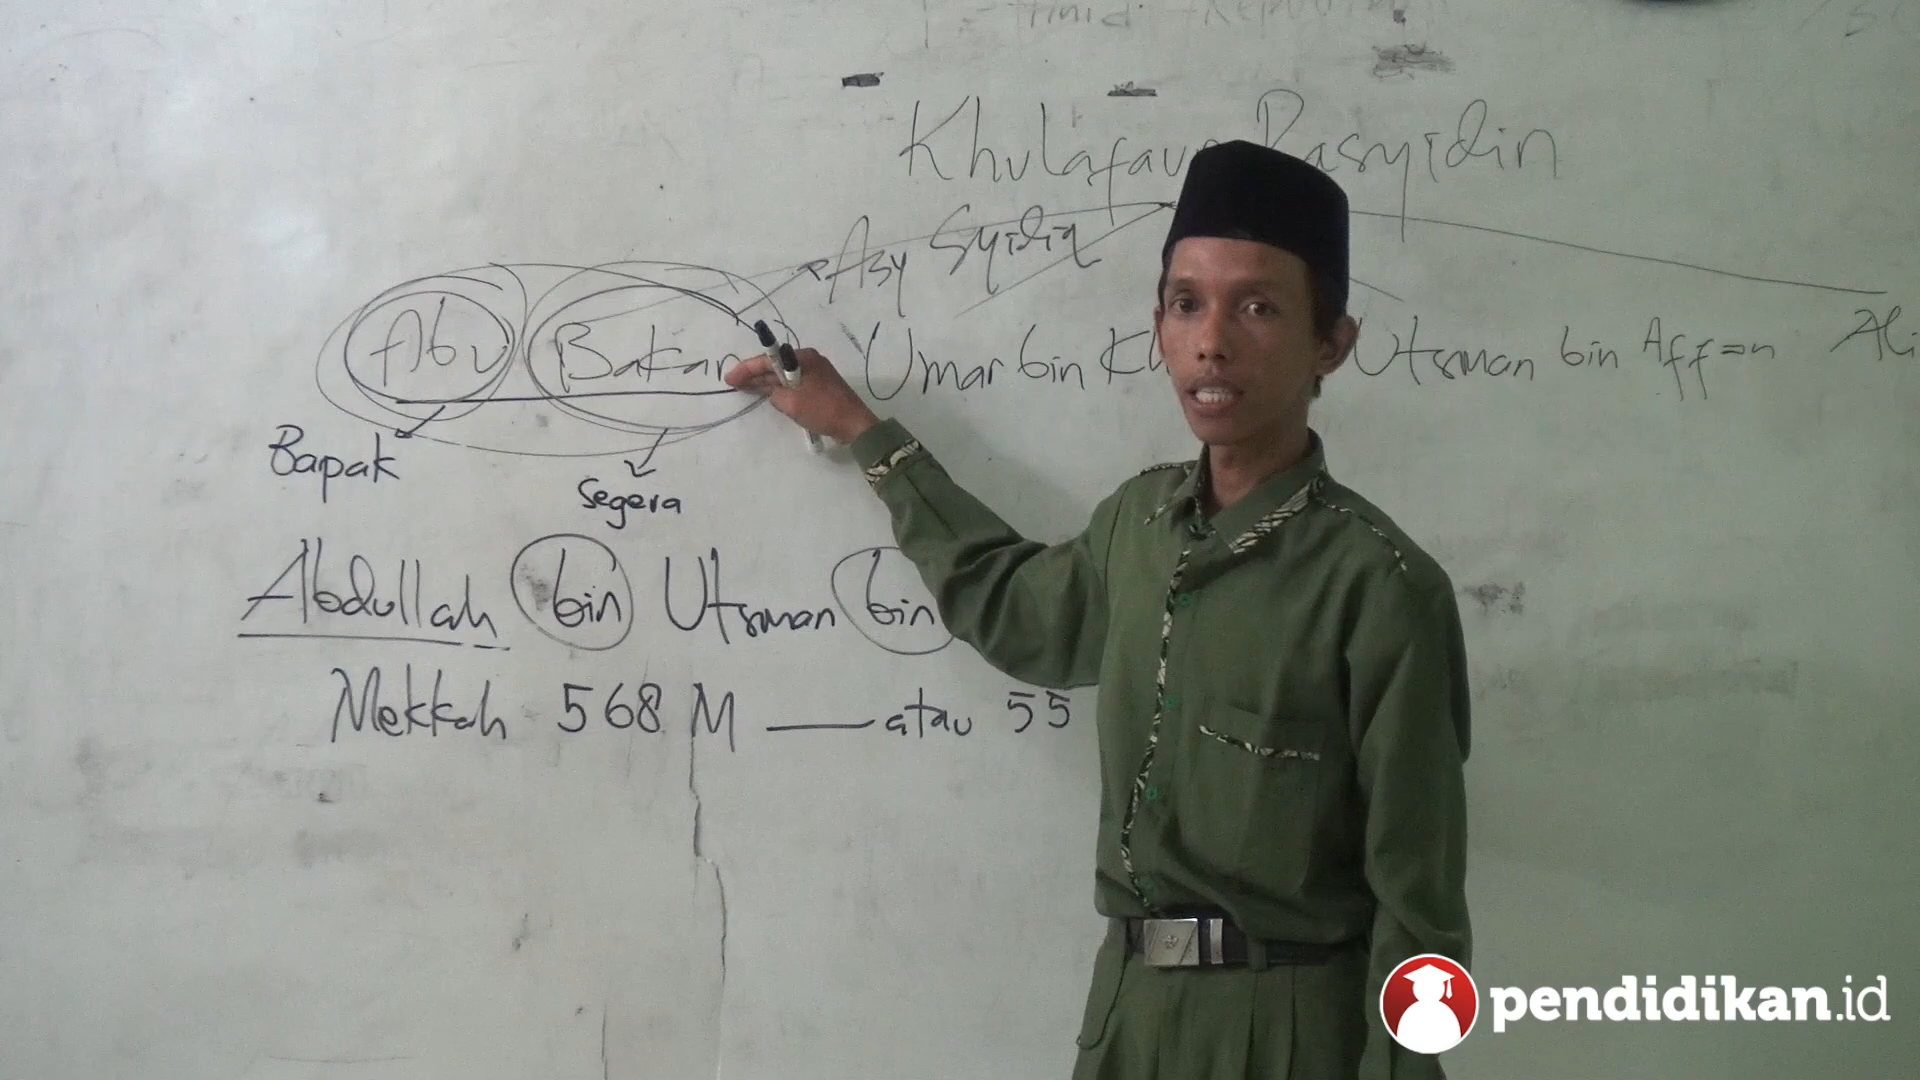 Khulafaur Rasyidin
Asy Syidiq
Abu Bakar Umar bin Utsman bin Affan Ali
Bapak
Segera
Abdullah bin Utsman bin
Mekkah 568 M — atau 55
pendidikan.id